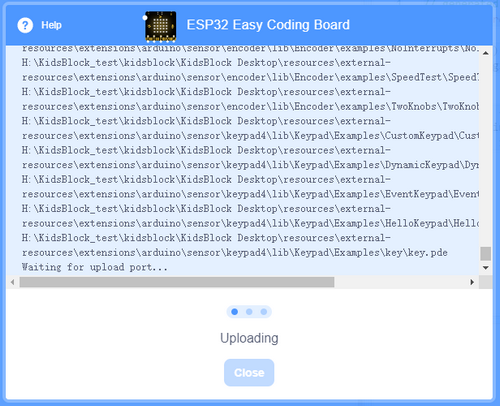 Help
ESP32 Easy Coding Board
resources\extensions\arduino\sensor\encoder\lib\Encoder\examples\NoInterrupts\No
H:\KidsBlock_test\kidsblock\KidsBlock Desktop\resources\external-
resources\extensions\arduino\sensor\encoder\lib\Encoder\examples\SpeedTest\SpeedT
H:\KidsBlock_test\kidsblock\KidsBlock Desktop\resources\external-
resources\extensions\arduino\sensor\encoder\lib\Encoder\examples\TwoKnobs\TwoKnob
H:\KidsBlock_test\kidsblock\KidsBlock Desktop\resources\external-
resources\extensions\arduino\sensor\keypad4\lib\Keypad\Examples\CustomKeypad\Cust
H:\KidsBlock_test\kidsblock\KidsBlock Desktop\resources\external-
resources\extensions\arduino\sensor\keypad4\lib\Keypad\Examples\DynamicKeypad\Dyn
H:\KidsBlock_test\kidsblock\KidsBlock Desktop\resources\external-
resources\extensions\arduino\sensor\keypad4\lib\Keypad\Examples\EventKeypad\Event
H:\KidsBlock_test\kidsblock\KidsBlock Desktop\resources\external-
resources\extensions\arduino\sensor\keypad4\lib\Keypad\Examples\HelloKeypad\Hello
H:\KidsBlock_test\kidsblock\KidsBlock Desktop\resources\external-
resources\extensions\arduino\sensor\keypad4\lib\Keypad\Examples\key\key.pde
Waiting for upload port...
Uploading
Close